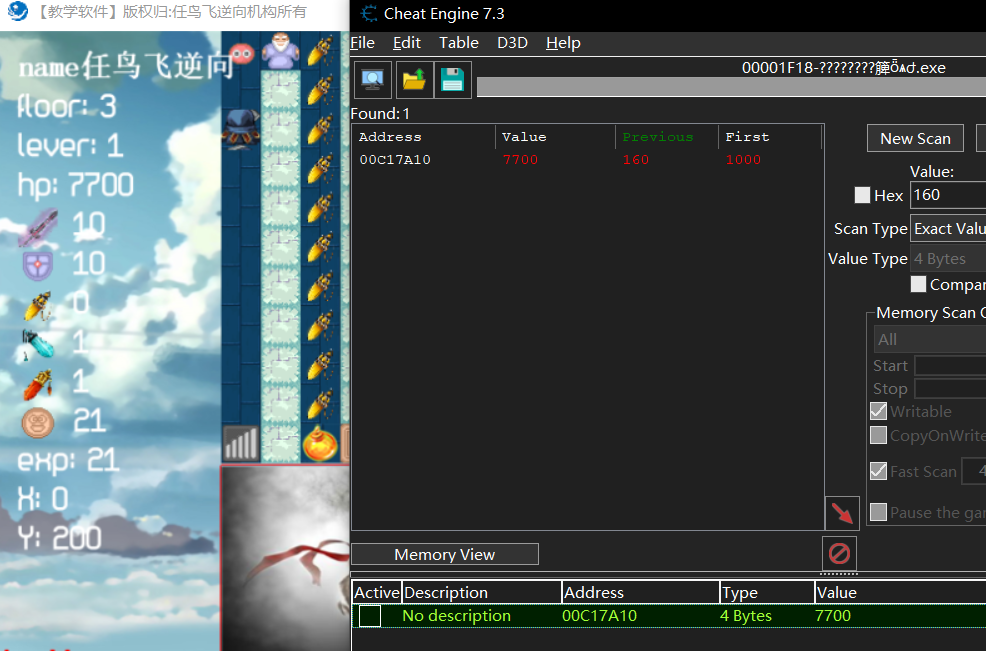 【教学软件】版权归:任鸟飞逆向机构所有
name任鸟飞逆向
floor: 3
lever: 1
hp: 7700
10
10
0
1
1
21
exp: 21
X: 0
Y: 200
Cheat Engine 7.3
File Edit Table D3D Help
Found: 1
Address Value Previous First
00C17A10 7700 160 1000
New Scan
Value:
Hex 160
Scan Type Exact Valu
Value Type 4 Bytes
Compar
Memory Scan O
All
Start
Stop
Writable
CopyOnWrite
Fast Scan 4
Pause the gar
Memory View
Active Description Address Type Value
No description 00C17A10 4 Bytes 7700